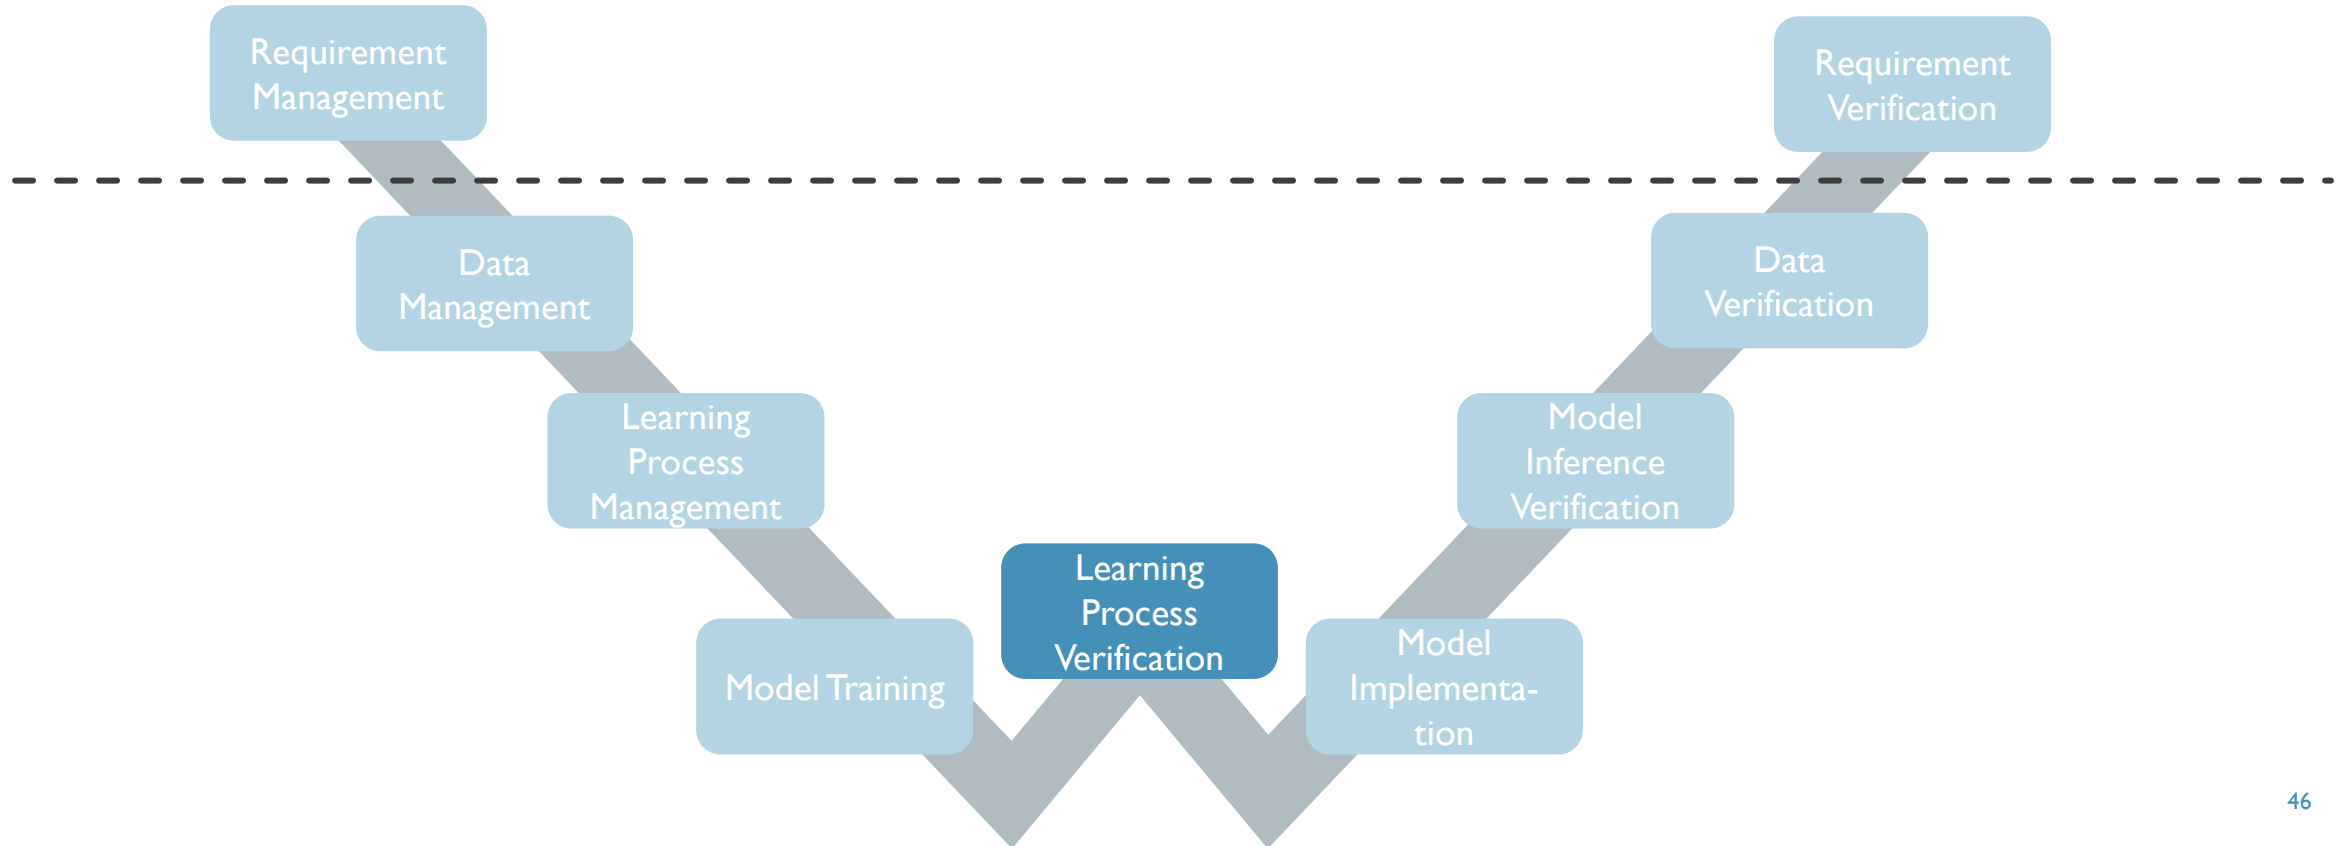 Requirement
Management
Requirement
Verification
Data
Management
Data
Verification
Learning
Process
Management
Model
Inference
Verification
Learning
Process
Verification
Model Training
Model
Implementa-
tion
46